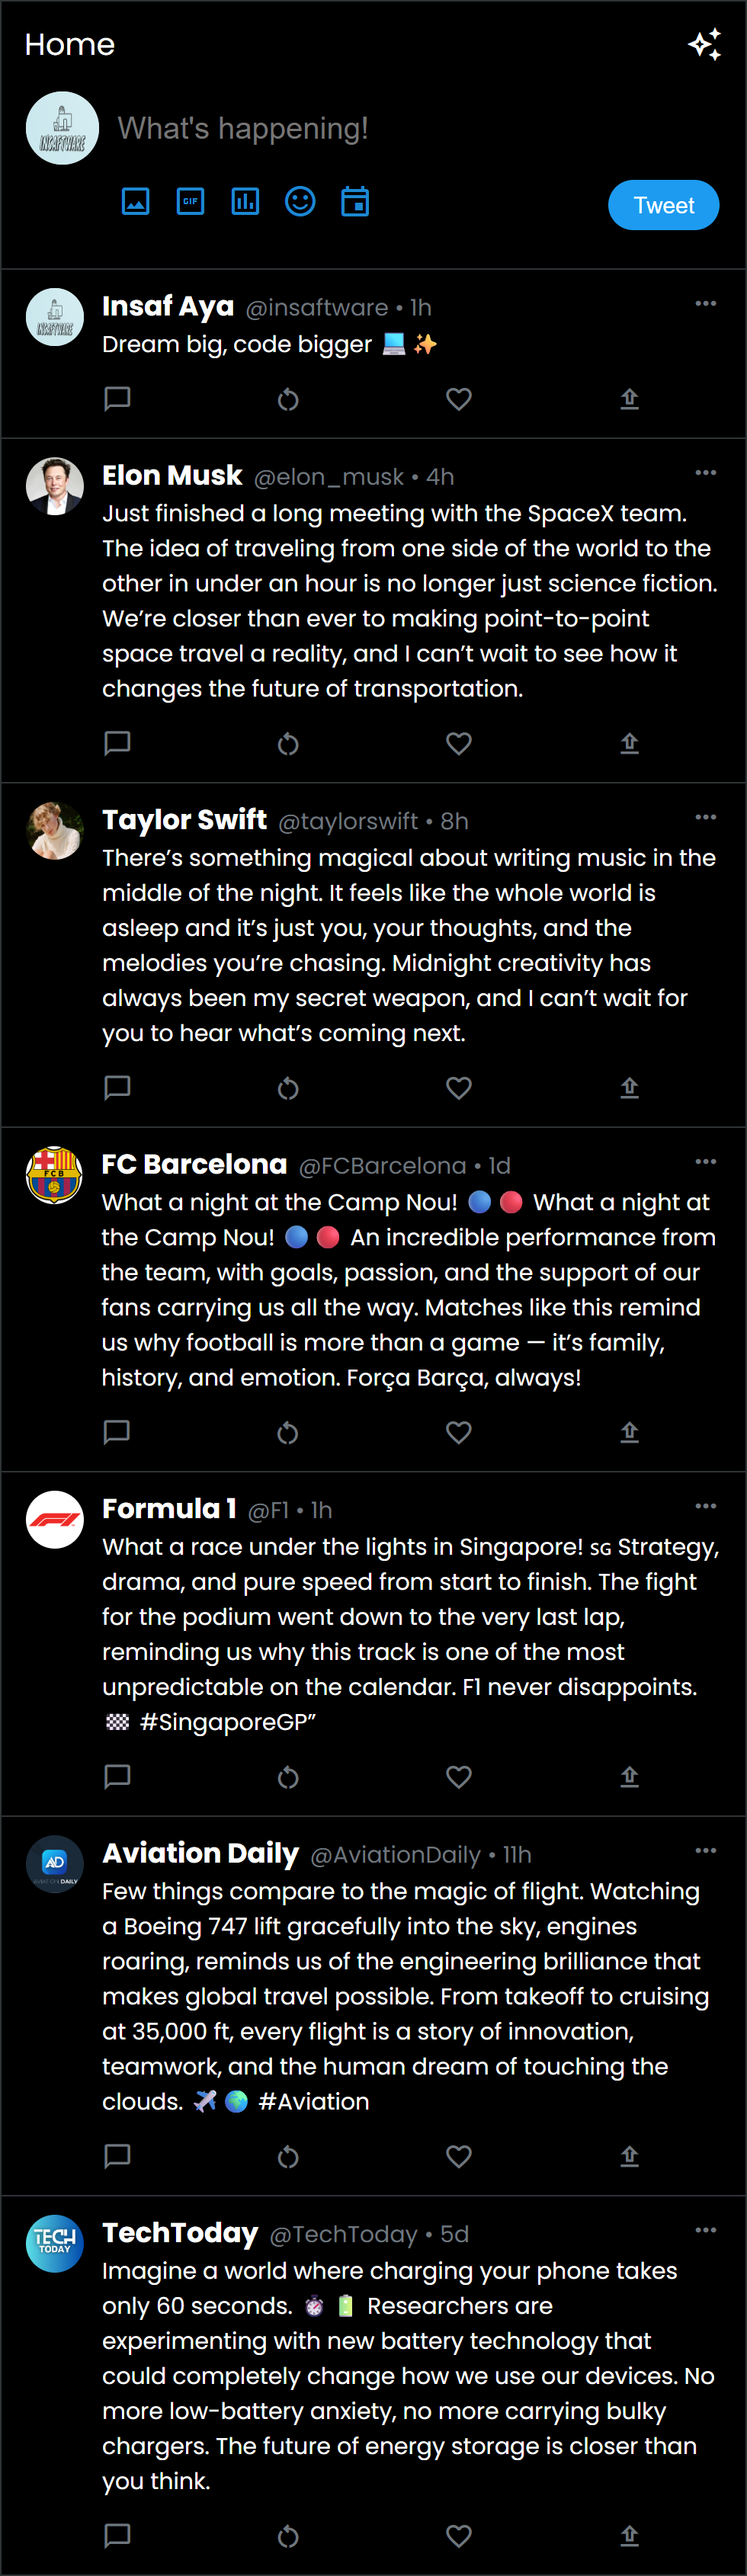 Home
INSAFTWARE
What's happening!
GIF
Tweet
INSAFTWARE
Insaf Aya @insaftware • 1h
Dream big, code bigger 💻✨
Elon Musk @elon_musk • 4h
Just finished a long meeting with the SpaceX team.
The idea of traveling from one side of the world to the
other in under an hour is no longer just science fiction.
We’re closer than ever to making point-to-point
space travel a reality, and I can’t wait to see how it
changes the future of transportation.
Taylor Swift @taylorswift • 8h
There’s something magical about writing music in the
middle of the night. It feels like the whole world is
asleep and it’s just you, your thoughts, and the
melodies you’re chasing. Midnight creativity has
always been my secret weapon, and I can’t wait for
you to hear what’s coming next.
FCB
FC Barcelona @FCBarcelona • 1d
What a night at the Camp Nou! 🔵🔴 What a night at
the Camp Nou! 🔵🔴 An incredible performance from
the team, with goals, passion, and the support of our
fans carrying us all the way. Matches like this remind
us why football is more than a game — it’s family,
history, and emotion. Força Barça, always!
Formula 1 @F1 • 1h
What a race under the lights in Singapore! 🇸🇬 Strategy,
drama, and pure speed from start to finish. The fight
for the podium went down to the very last lap,
reminding us why this track is one of the most
unpredictable on the calendar. F1 never disappoints.
🏁 #SingaporeGP”
AD
AVIATION DAILY
Aviation Daily @AviationDaily • 11h
Few things compare to the magic of flight. Watching
a Boeing 747 lift gracefully into the sky, engines
roaring, reminds us of the engineering brilliance that
makes global travel possible. From takeoff to cruising
at 35,000 ft, every flight is a story of innovation,
teamwork, and the human dream of touching the
clouds. ✈️🌍 #Aviation
TECH
TODAY
TechToday @TechToday • 5d
Imagine a world where charging your phone takes
only 60 seconds. ⏱️🔋 Researchers are
experimenting with new battery technology that
could completely change how we use our devices. No
more low-battery anxiety, no more carrying bulky
chargers. The future of energy storage is closer than
you think.